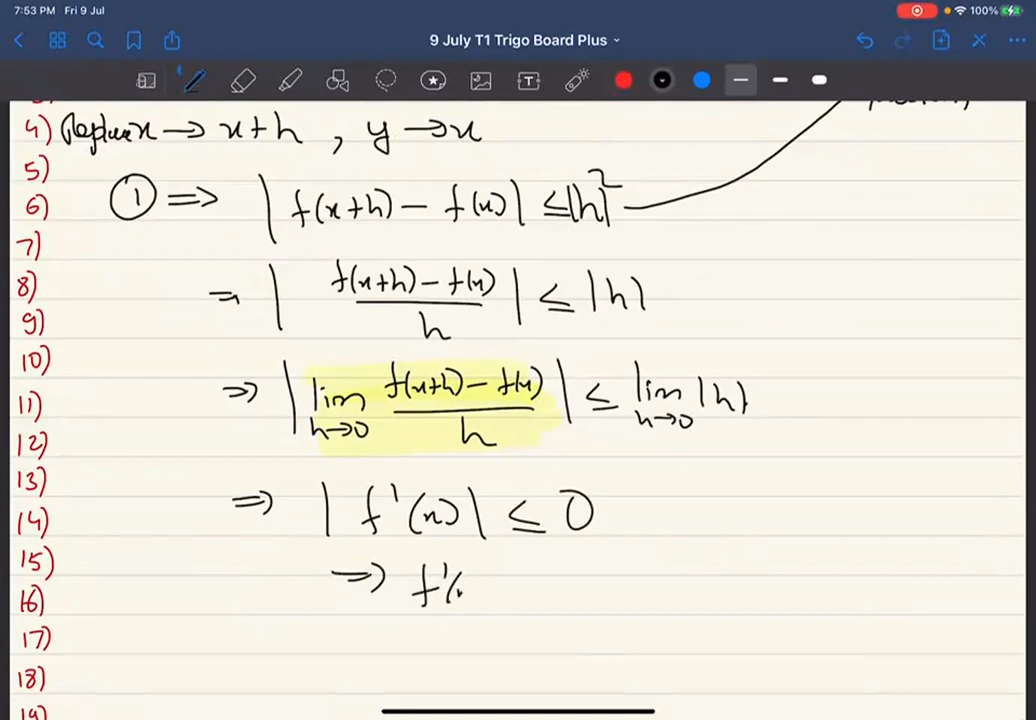 7:53 PM Fri 9 Jul 100%
9 July T1 Trigo Board Plus
4) Replace x → x+h , y → x
5)
6) ① ⇒ | f(x+h) − f(x) | ≤ |h|²
7)
8) ⇒ | f(x+h) − f(x) / h | ≤ |h|
9)
10)
11) ⇒ | lim h→0 f(x+h) − f(x) / h | ≤ lim h→0 |h|
12)
13)
14) ⇒ | f'(x) | ≤ 0
15)
16) ⇒ f'(
17)
18)